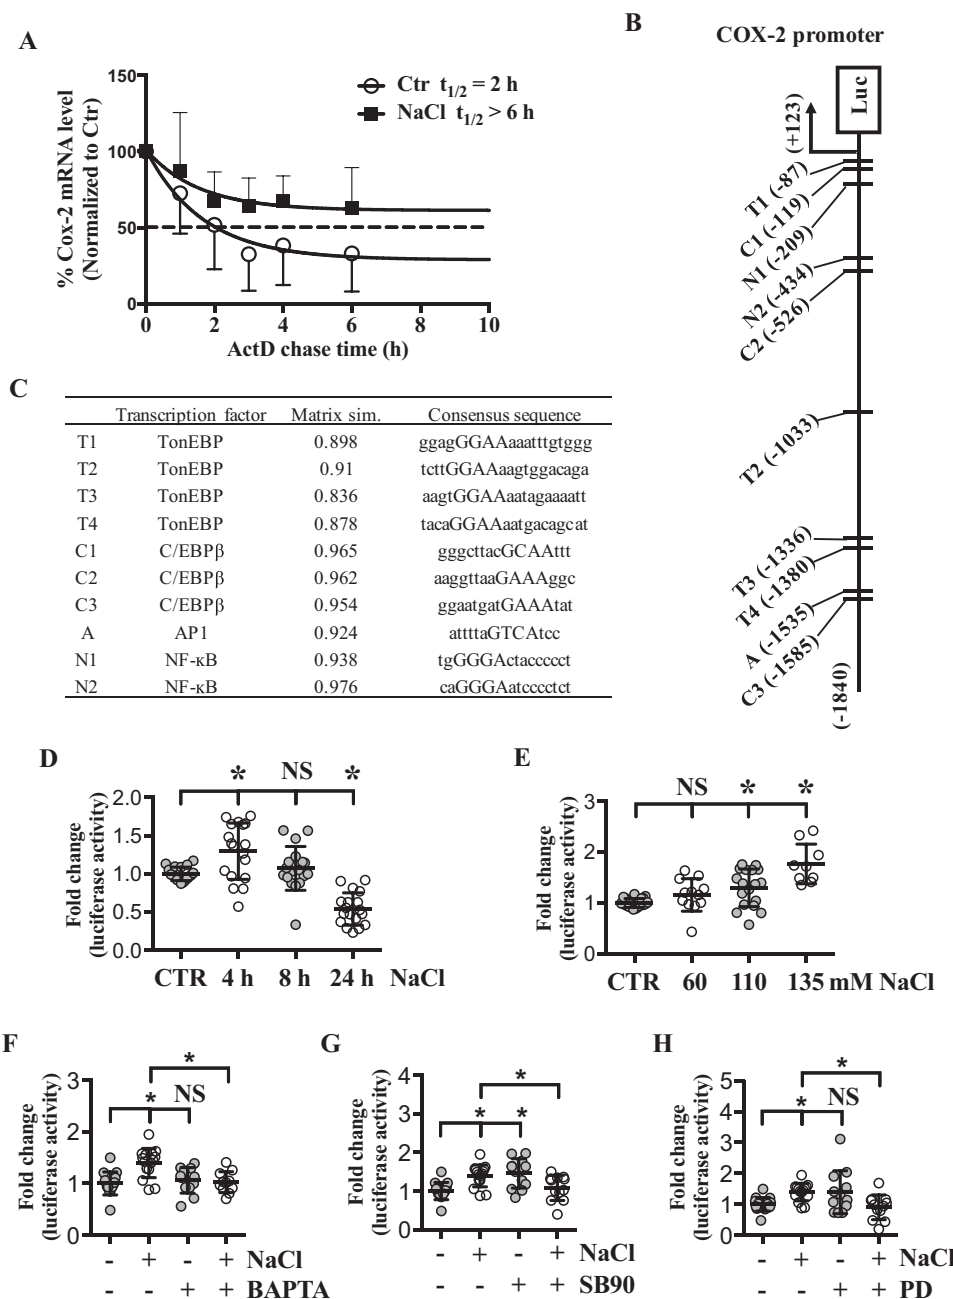 A
150
100
50
0
% Cox-2 mRNA level
(Normalized to Ctr)
Ctr t1/2 = 2 h
NaCl t1/2 > 6 h
0 2 4 6 8 10
ActD chase time (h)
B
COX-2 promoter
Luc
(+123)
T1 (-87)
C1 (-119)
N1 (-209)
N2 (-434)
C2 (-526)
T2 (-1033)
T3 (-1336)
T4 (-1380)
A (-1535)
C3 (-1585)
(-1840)
C
Transcription factor Matrix sim. Consensus sequence
T1 TonEBP 0.898 ggagGGAAaaatttgtggg
T2 TonEBP 0.91 tcttGGAAaagtggacaga
T3 TonEBP 0.836 aagtGGAAaatagaaaatt
T4 TonEBP 0.878 tacaGGAAaatgacagcat
C1 C/EBPβ 0.965 gggcttacGCAAttt
C2 C/EBPβ 0.962 aaggttaaGAAAggc
C3 C/EBPβ 0.954 ggaatgatGAAAtat
A AP1 0.924 attttaGTCAtcc
N1 NF-κB 0.938 tgGGGActaccccct
N2 NF-κB 0.976 caGGGAatcccctct
D
* NS *
2.0
1.5
1.0
0.5
0.0
Fold change
(luciferase activity)
CTR 4 h 8 h 24 h NaCl
E
NS * *
3
2
1
0
Fold change
(luciferase activity)
CTR 60 110 135 mM NaCl
F
*
* NS
3
2
1
0
Fold change
(luciferase activity)
- + - + NaCl
- - + + BAPTA
G
*
* *
4
3
2
1
0
Fold change
(luciferase activity)
- + - + NaCl
- - + + SB90
H
*
* NS
5
4
3
2
1
0
Fold change
(luciferase activity)
- + - + NaCl
- - + + PD